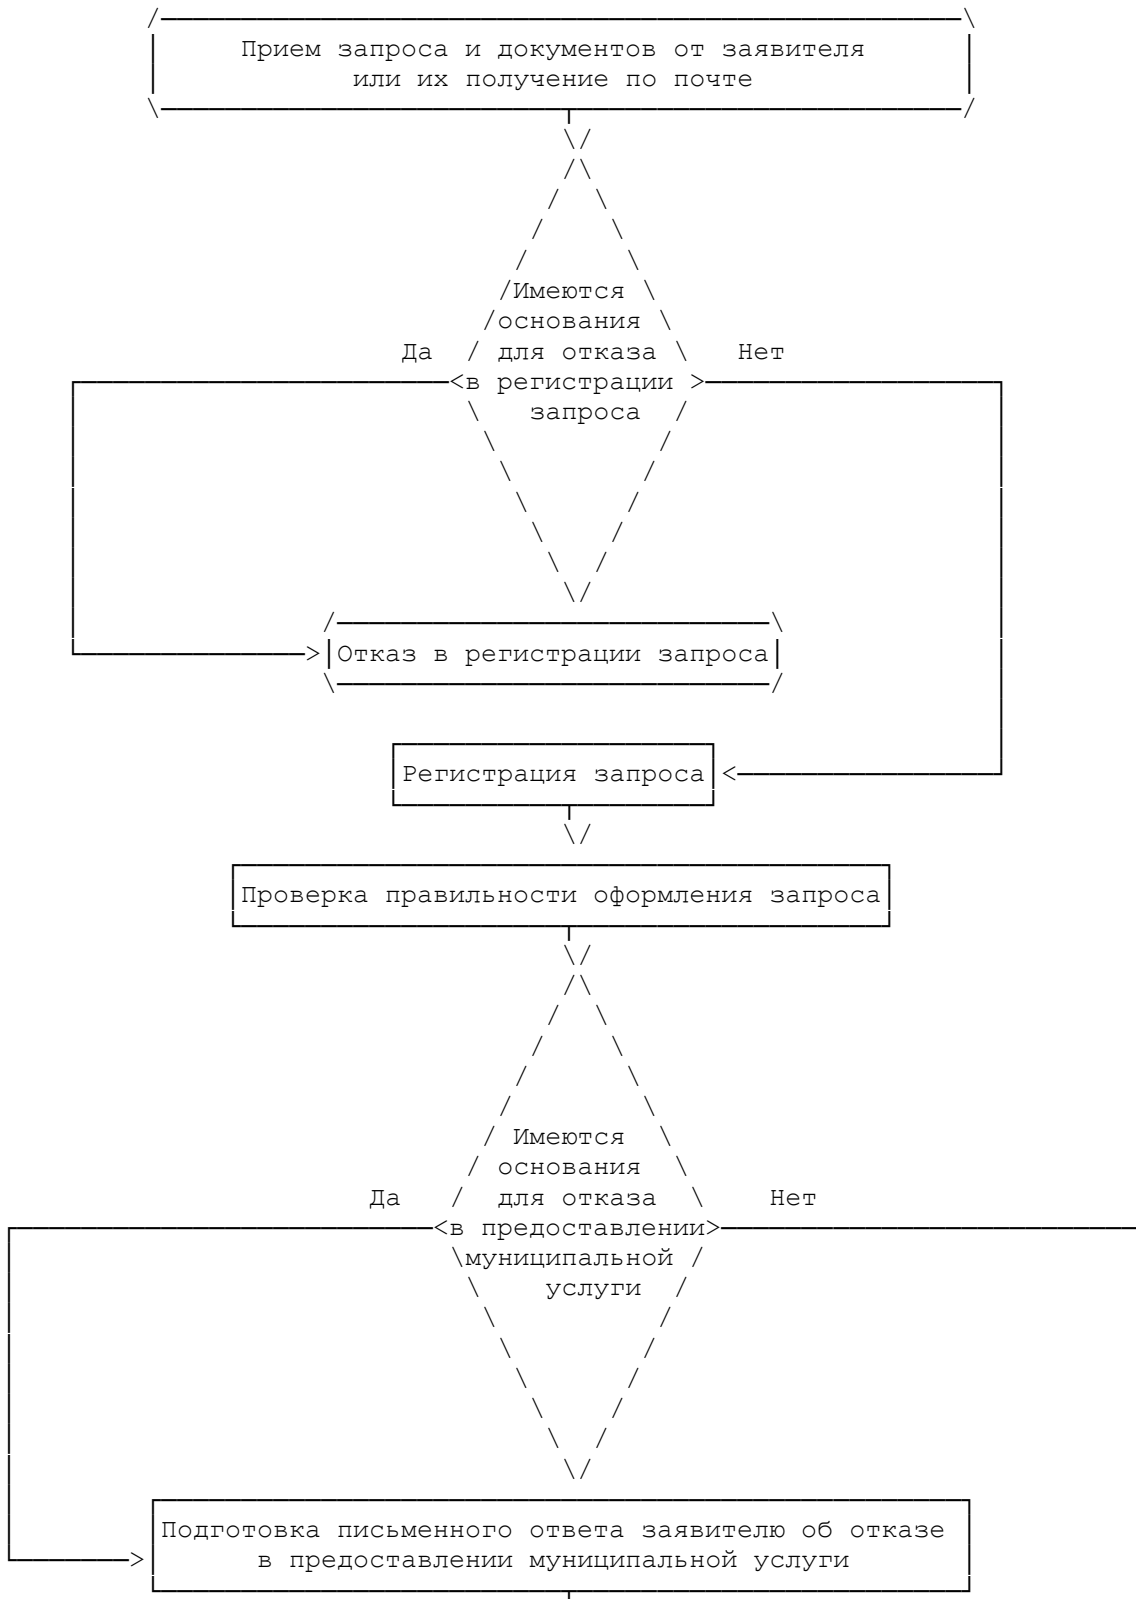 Прием запроса и документов от заявителя
или их получение по почте
Имеются
основания
Да для отказа Нет
в регистрации
запроса
Отказ в регистрации запроса
Регистрация запроса
Проверка правильности оформления запроса
Имеются
основания
Да для отказа Нет
в предоставлении
муниципальной
услуги
Подготовка письменного ответа заявителю об отказе
в предоставлении муниципальной услуги